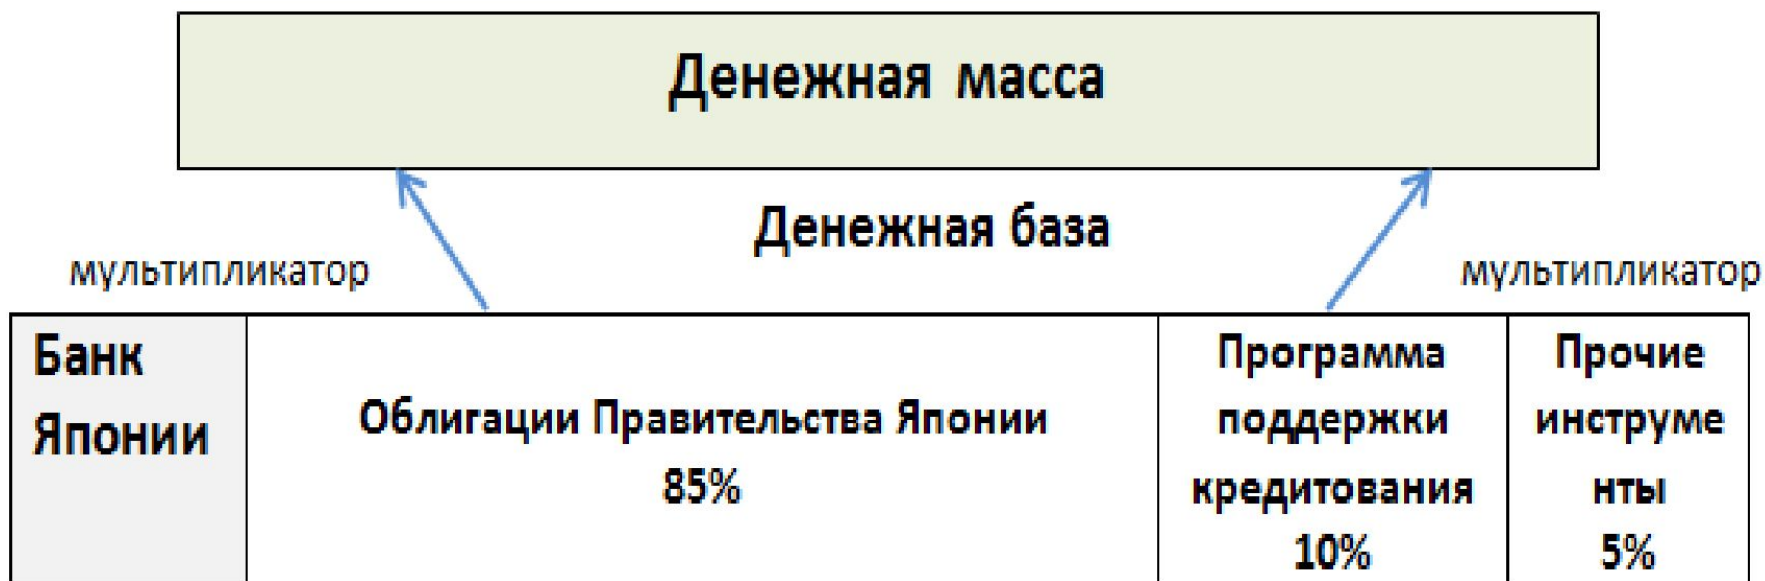 Денежная масса
Денежная база
мультипликатор
мультипликатор
Банк
Японии
Облигации Правительства Японии
85%
Программа
поддержки
кредитования
10%
Прочие
инструме
нты
5%